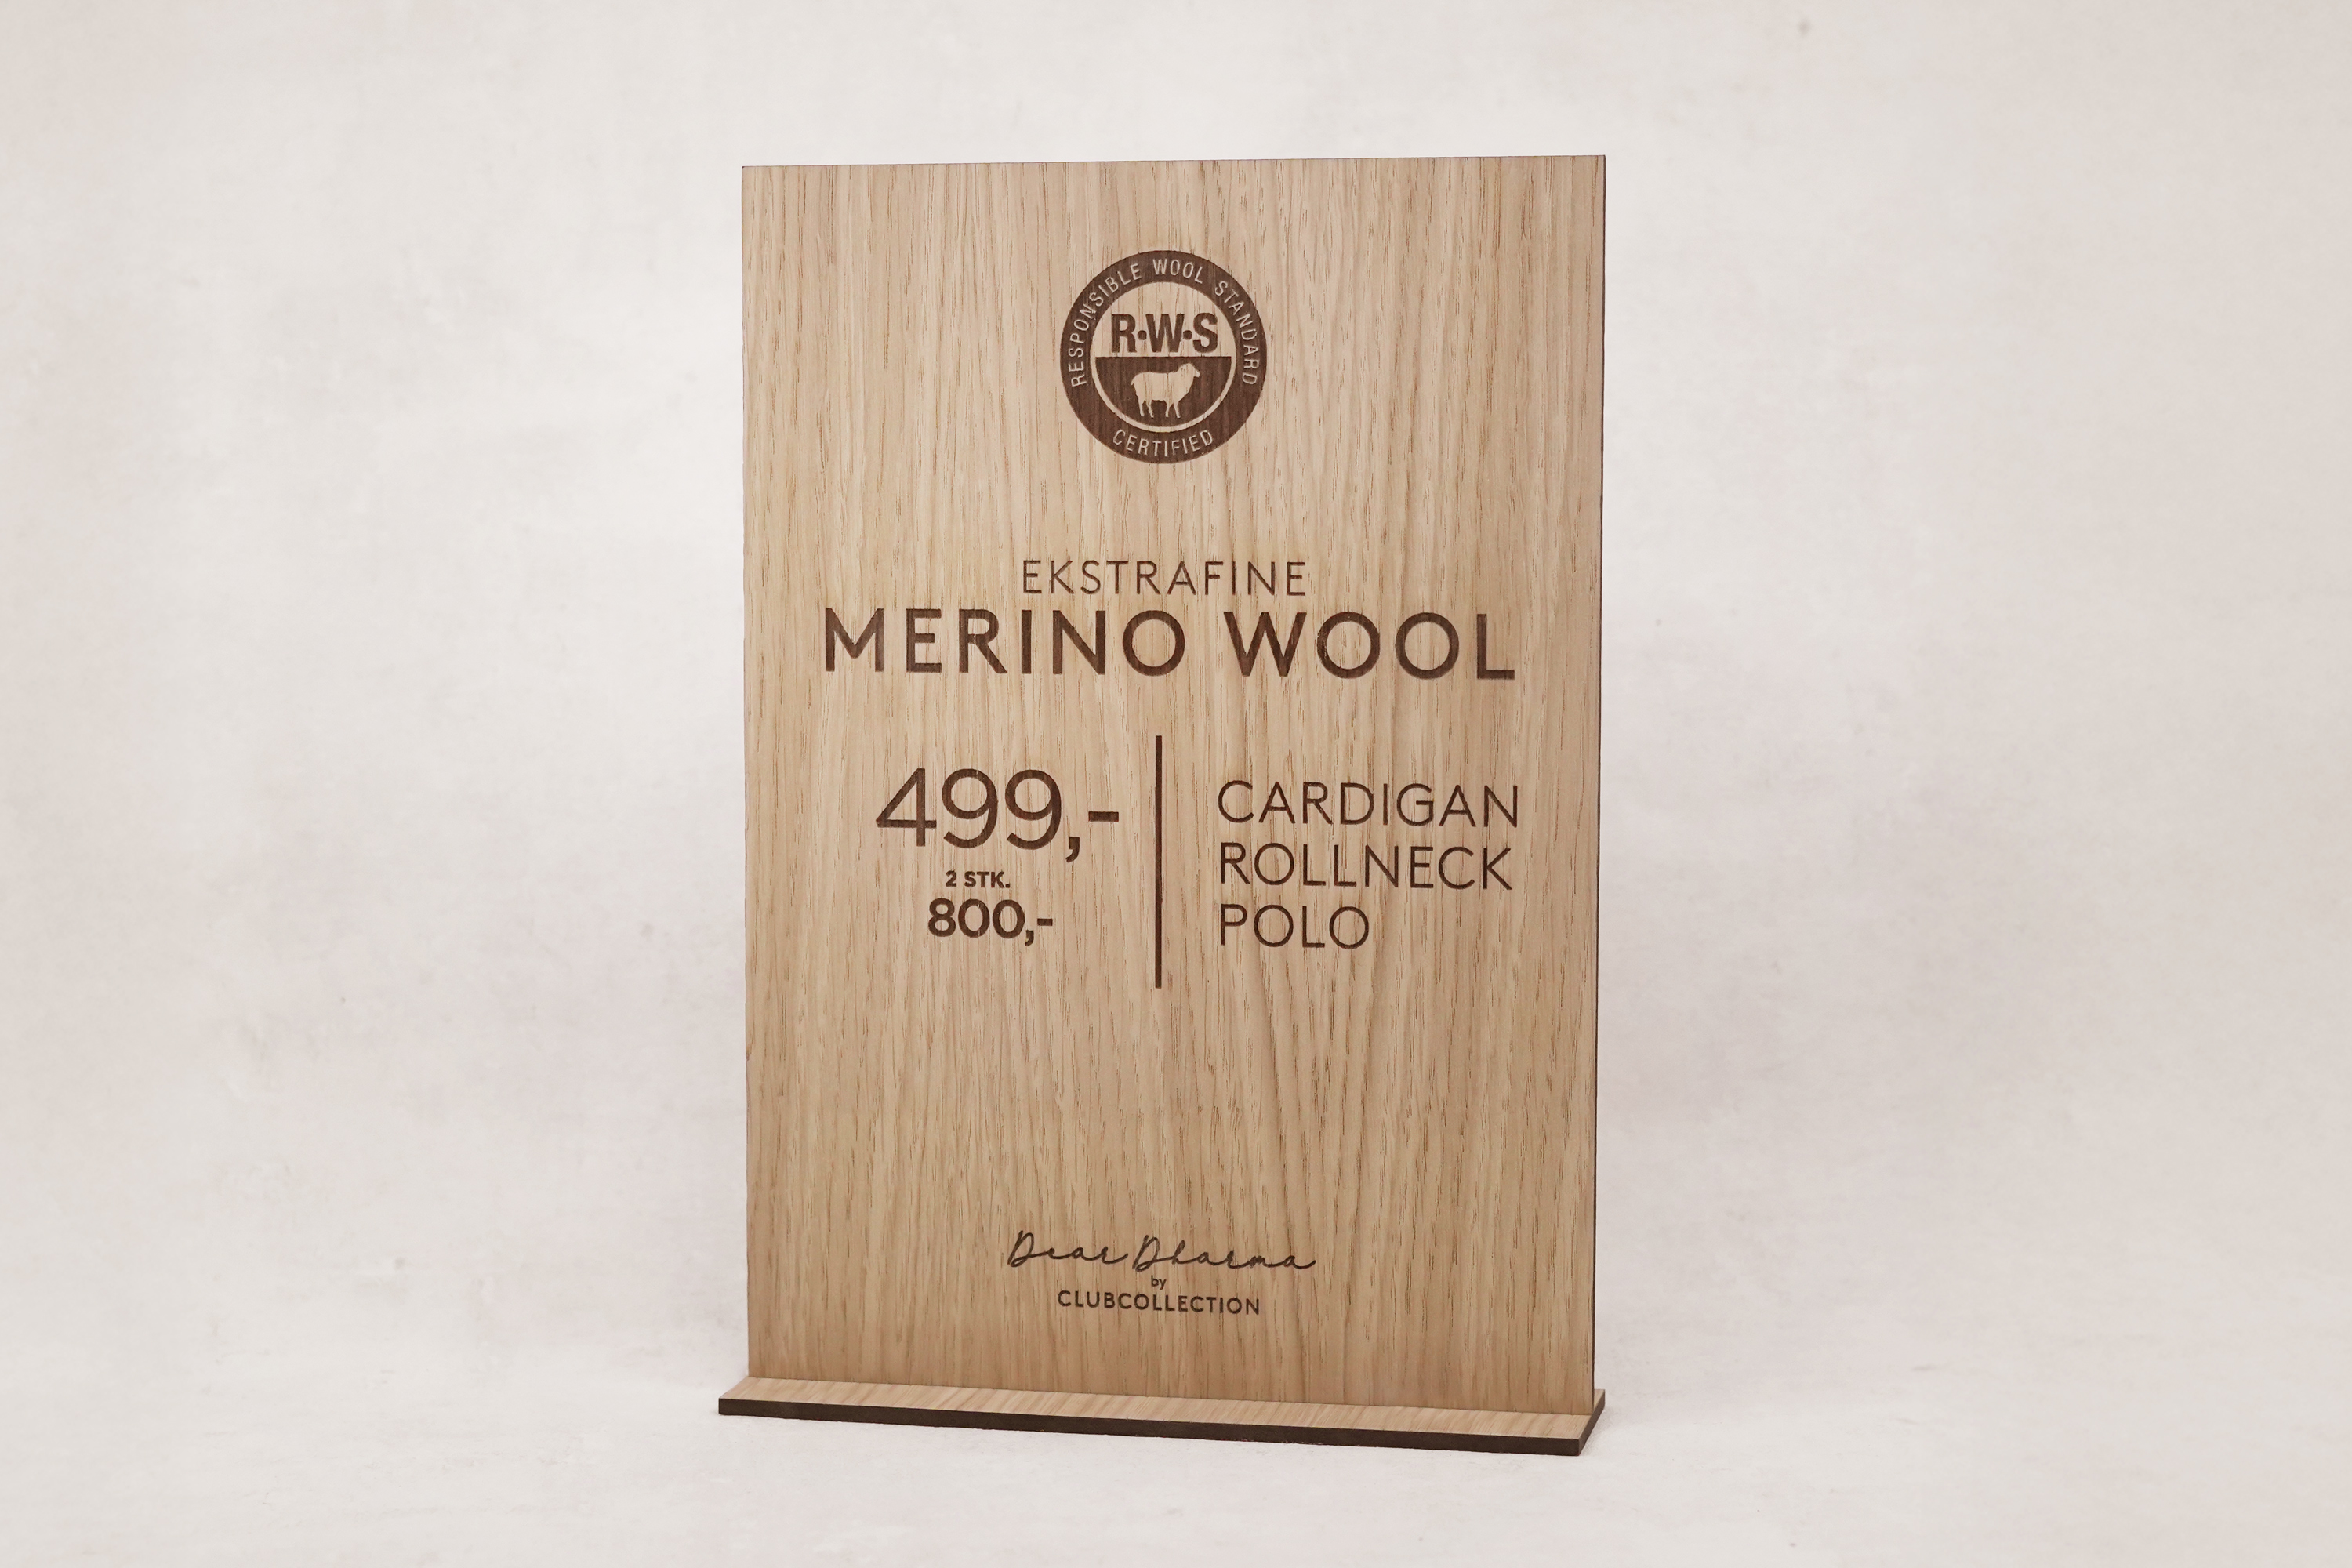 RESPONSIBLE WOOL STANDARD
R·W·S
CERTIFIED
EKSTRAFINE
MERINO WOOL
499,-
2 STK.
800,-
CARDIGAN
ROLLNECK
POLO
Dear Dharma
by
CLUBCOLLECTION